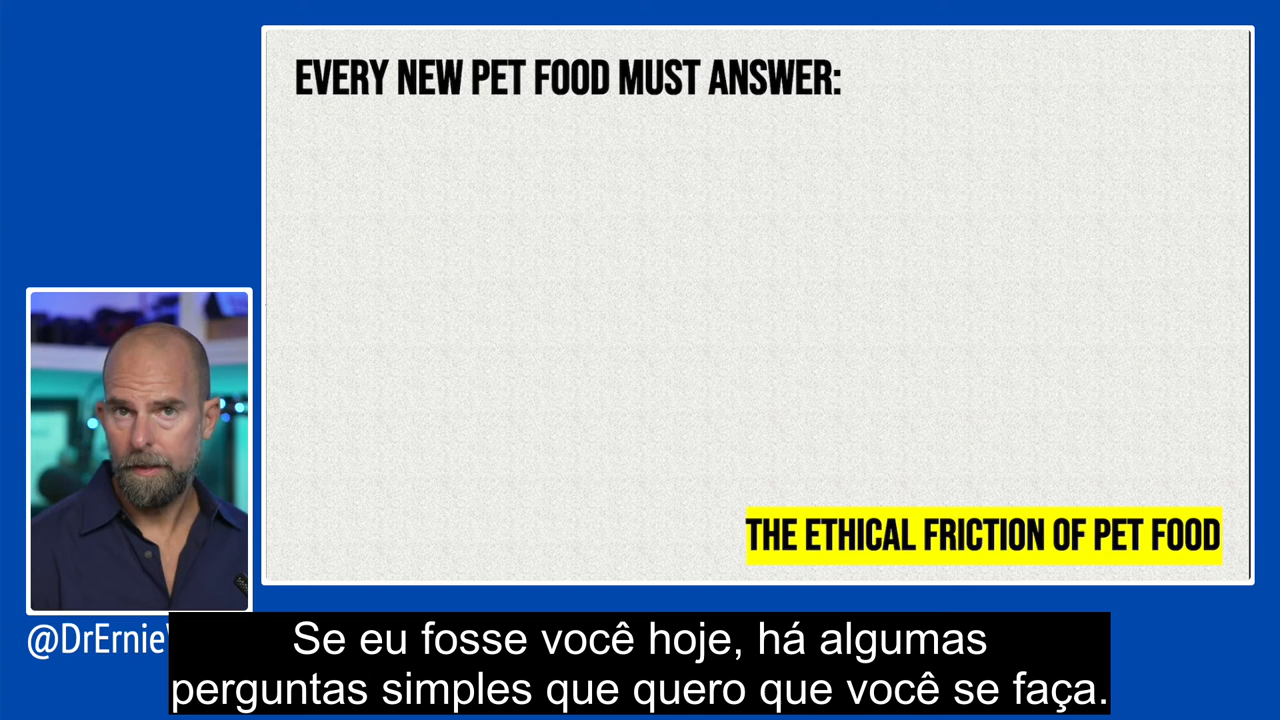 EVERY NEW PET FOOD MUST ANSWER:
THE ETHICAL FRICTION OF PET FOOD
@DrErnie
Se eu fosse você hoje, há algumas
perguntas simples que quero que você se faça.